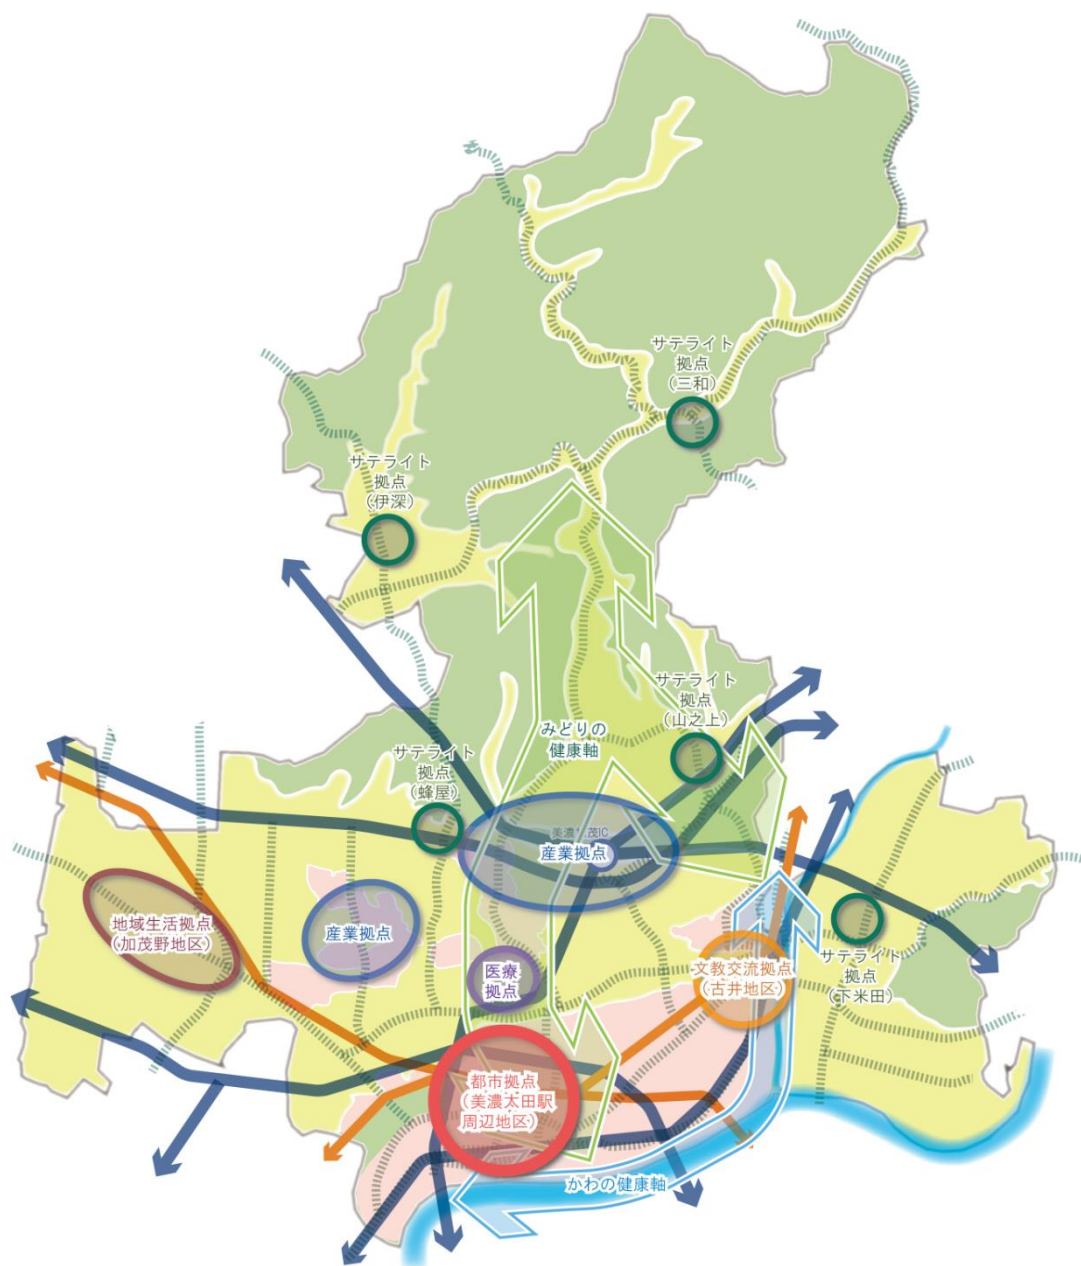 サテライト
拠点
(三和)
サテライト
拠点
(伊深)
サテライト
拠点
(山之上)
みどりの
健康軸
サテライト
拠点
(蜂屋)
産業拠点
地域生活拠点
(加茂野地区)
産業拠点
医療
拠点
文教交流拠点
(古井地区)
サテライト
拠点
(下米田)
都市拠点
(美濃太田駅
周辺地区)
かわの健康軸